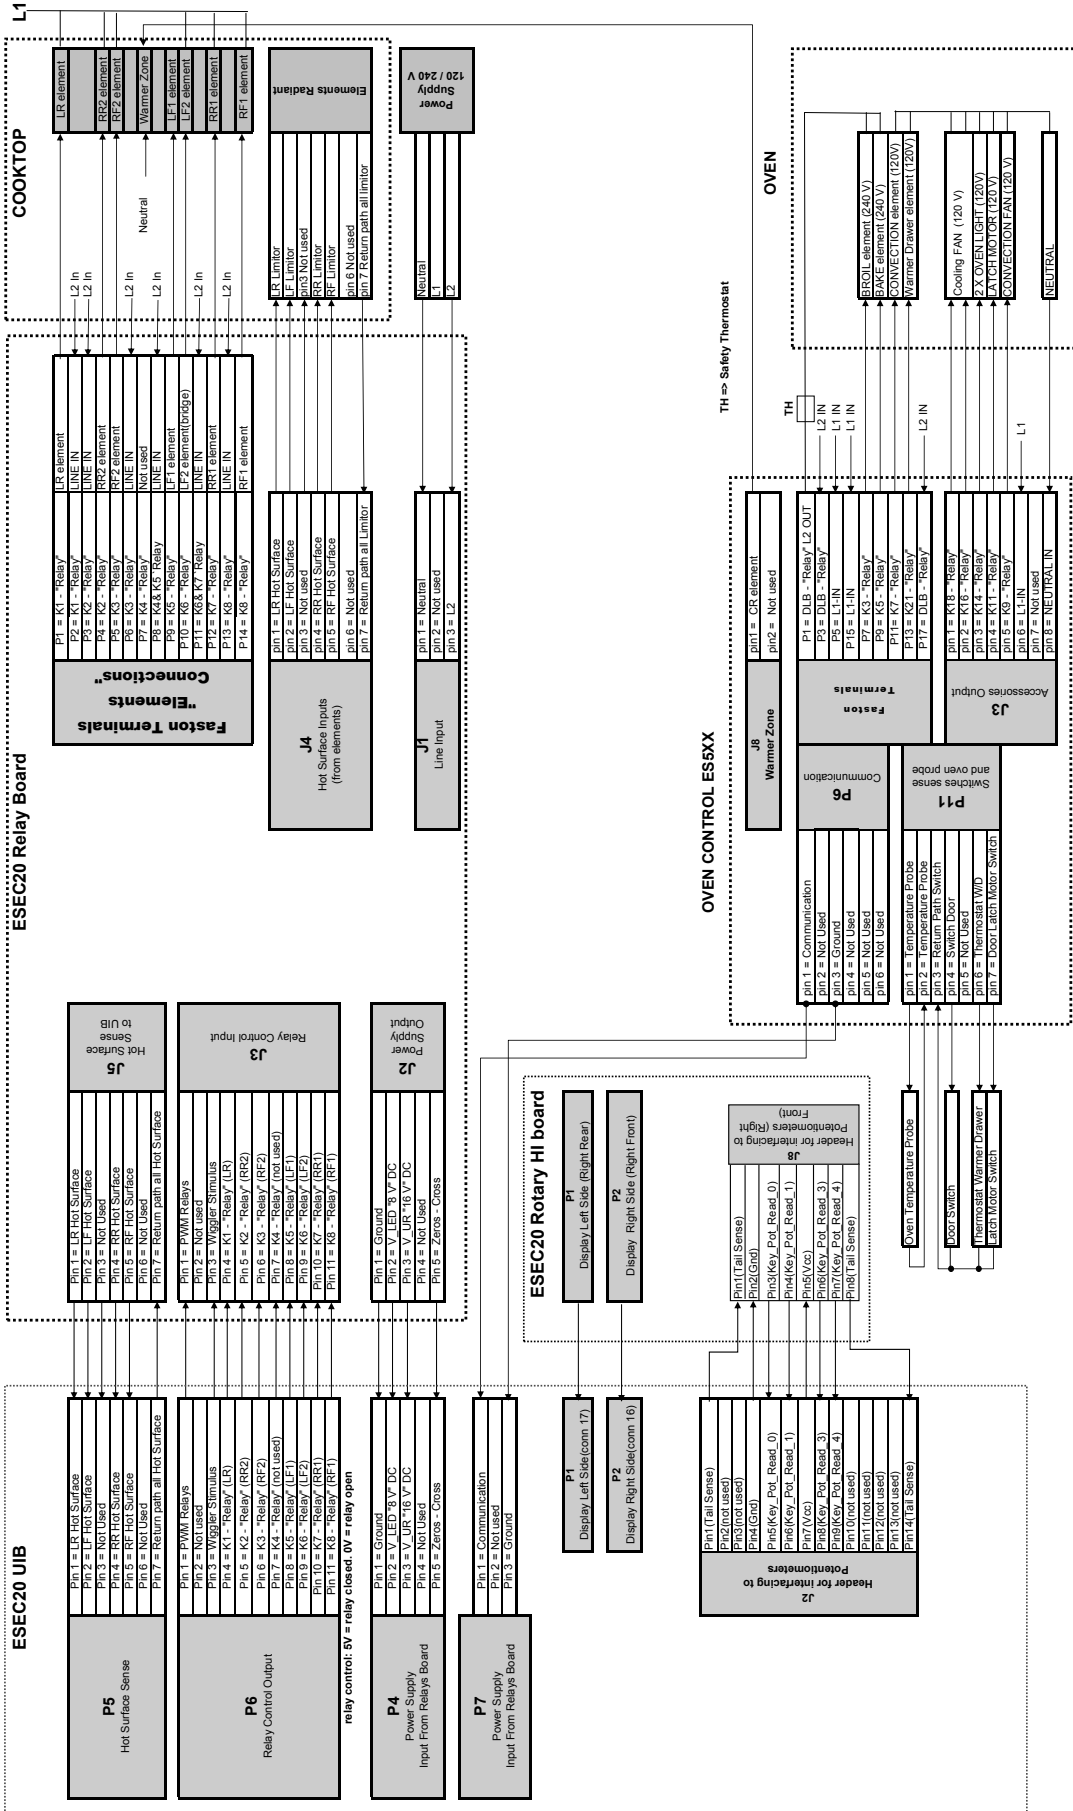 ESEC20 UIB
P5
Hot Surface Sense
Pin 1 = LR Hot Surface
Pin 2 = LF Hot Surface
Pin 3 = Not Used
Pin 4 = RR Hot Surface
Pin 5 = RF Hot Surface
Pin 6 = Not Used
Pin 7 = Return path all Hot Surface
P6
Relay Control Output
Pin 1 = PWM Relays
Pin 2 = Not used
Pin 3 = Wiggler Stimulus
Pin 4 = K1 - "Relay" (LR)
Pin 5 = K2 - "Relay" (RR2)
Pin 6 = K3 - "Relay" (RF2)
Pin 7 = K4 - "Relay" (not used)
Pin 8 = K5 - "Relay" (LF1)
Pin 9 = K6 - "Relay" (LF2)
Pin 10 = K7 - "Relay" (RR1)
Pin 11 = K8 - "Relay" (RF1)
relay control: 5V = relay closed. 0V = relay open
P4
Power Supply
Input From Relays Board
Pin 1 = Ground
Pin 2 = V_LED "8 V" DC
Pin 3 = V_UR "16 V" DC
Pin 4 = Not Used
Pin 5 = Zeros - Cross
P7
Power Supply
Input From Relays Board
Pin 1 = Communication
Pin 2 = Not used
Pin 3 = Ground
P1
Display Left Side(conn 17)
P2
Display Right Side(conn 16)
J2
Header for interfacing to
Potentiometers
Pin1(Tail Sense)
Pin2(not used)
Pin3(not used)
Pin4(Gnd)
Pin5(Key_Pot_Read_0)
Pin6(Key_Pot_Read_1)
Pin7(Vcc)
Pin8(Key_Pot_Read_3)
Pin9(Key_Pot_Read_4)
Pin10(not used)
Pin11(not used)
Pin12(not used)
Pin13(not used)
Pin14(Tail Sense)
ESEC20 Relay Board
Pin 1 = LR Hot Surface
Pin 2 = LF Hot Surface
Pin 3 = Not Used
Pin 4 = RR Hot Surface
Pin 5 = RF Hot Surface
Pin 6 = Not Used
Pin 7 = Return path all Hot Surface
J5
Hot Surface
Sense
to UIB
Pin 1 = PWM Relays
Pin 2 = Not used
Pin 3 = Wiggler Stimulus
Pin 4 = K1 - "Relay" (LR)
Pin 5 = K2 - "Relay" (RR2)
Pin 6 = K3 - "Relay" (RF2)
Pin 7 = K4 - "Relay" (not used)
Pin 8 = K5 - "Relay" (LF1)
Pin 9 = K6 - "Relay" (LF2)
Pin 10 = K7 - "Relay" (RR1)
Pin 11 = K8 - "Relay" (RF1)
J3
Relay Control Input
Pin 1 = Ground
Pin 2 = V_LED "8 V" DC
Pin 3 = V_UR "16 V" DC
Pin 4 = Not Used
Pin 5 = Zeros - Cross
J2
Power
Supply
Output
Faston Terminals
"Elements
Connections"
P1 = K1 - "Relay"
P2 = K1 - "Relay"
P3 = K2 - "Relay"
P4 = K2 - "Relay"
P5 = K3 - "Relay"
P6 = K3 - "Relay"
P7 = K4 - "Relay"
P8 = K4& K5 "Relay
P9 = K5 - "Relay"
P10 = K6 - "Relay"
P11 = K6& K7 Relay
P12 = K7 - "Relay"
P13 = K8 - "Relay"
P14 = K8 - "Relay"
LR element
LINE IN
LINE IN
RR2 element
RF2 element
LINE IN
Not used
LINE IN
LF1 element
LF2 element(bridge)
LINE IN
RR1 element
LINE IN
RF1 element
J4
Hot Surface Inputs
(from elements)
pin 1 = LR Hot Surface
pin 2 = LF Hot Surface
pin 3 = Not used
pin 4 = RR Hot Surface
pin 5 = RF Hot Surface
pin 6 = Not used
pin 7 = Return path all Limitor
J1
Line Input
pin 1 = Neutral
pin 2 = Not used
pin 3 = L2
COOKTOP
L1
L2 In
L2 In
L2 In
L2 In
L2 In
L2 In
Neutral
LR element
RR2 element
RF2 element
Warmer Zone
LF1 element
LF2 element
RR1 element
RF1 element
LR Limitor
LF Limitor
pin3 Not used
RR Limitor
RF Limitor
pin 6 Not used
pin 7 Return path all limitor
Elements Radiant
Neutral
L1
L2
Power
Supply
120 / 240 V
ESEC20 Rotary HI board
P1
Display Left Side (Right Rear)
P2
Display Right Side (Right Front)
Pin1(Tail Sense)
Pin2(Gnd)
Pin3(Key_Pot_Read_0)
Pin4(Key_Pot_Read_1)
Pin5(Vcc)
Pin6(Key_Pot_Read_3)
Pin7(Key_Pot_Read_4)
Pin8(Tail Sense)
J8
Header for interfacing to
Potentiometers (Right
Front)
OVEN CONTROL ES5XX
J8
Warmer Zone
pin1 = CR element
pin2 = Not used
pin 1 = Communication
pin 2 = Not Used
pin 3 = Ground
pin 4 = Not Used
pin 5 = Not Used
pin 6 = Not Used
P6
Communication
Faston
Terminals
P1 = DLB - "Relay" L2 OUT
P3 = DLB - "Relay"
P5 = L1-IN
P15 = L1-IN
P7 = K3 - "Relay"
P9 = K5 - "Relay"
P11= K7 - "Relay"
P13 = K21 - "Relay"
P17 = DLB - "Relay"
pin 1 = Temperature Probe
pin 2 = Temperature Probe
pin 3 = Return Path Switch
pin 4 = Switch Door
pin 5 = Not Used
pin 6 = Thermostat W/D
pin 7 = Door Latch Motor Switch
P11
Switches sense
and oven probe
J3
Accessories Output
pin 1 = K18 - "Relay"
pin 2 = K16 - "Relay"
pin 3 = K14 - "Relay"
pin 4 = K11 - "Relay"
pin 5 = K9 - "Relay"
pin 6 = L1-IN
pin 7 = Not used
pin 8 = NEUTRAL IN
Oven Temperature Probe
Door Switch
Thermostat Warmer Drawer
Latch Motor Switch
TH => Safety Thermostat
TH
L2 IN
L1 IN
L1 IN
L2 IN
L1
OVEN
BROIL element (240 V)
BAKE element (240 V)
CONVECTION element (120V)
Warmer Drawer element (120V)
Cooling FAN (120 V)
2 X OVEN LIGHT (120V)
LATCH MOTOR (120 V)
CONVECTION FAN (120 V)
NEUTRAL